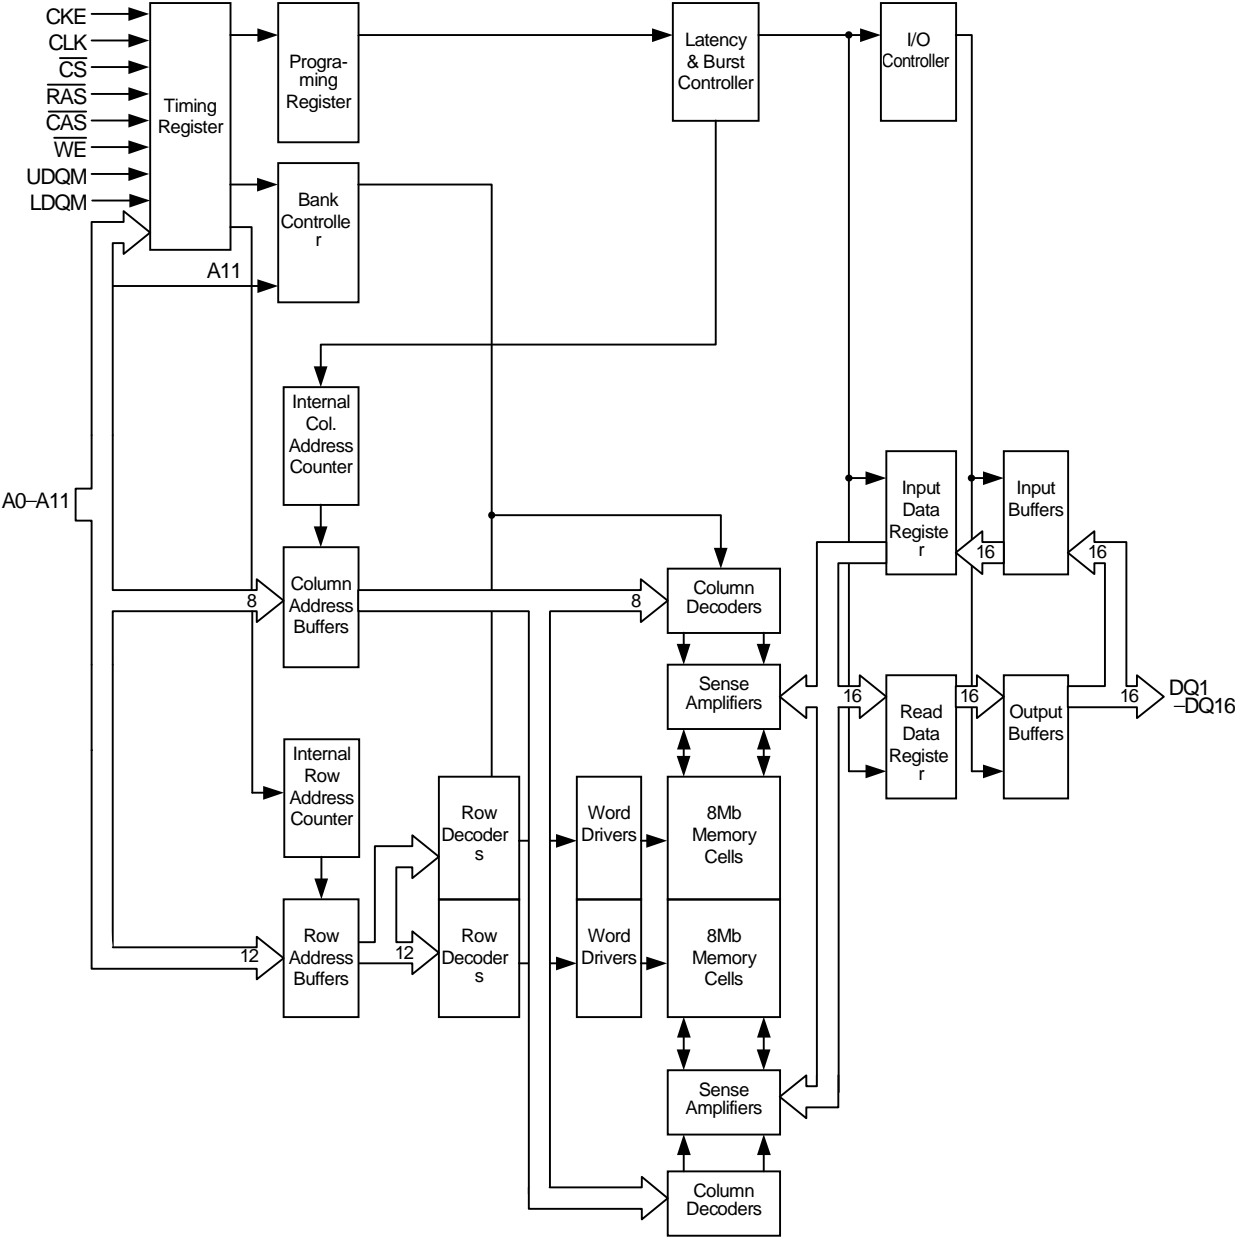 CKE
CLK
CS
RAS
CAS
WE
UDQM
LDQM
Timing
Register
Progra-
ming
Register
Latency
& Burst
Controller
I/O
Controller
Bank
Controlle
r
A11
Internal
Col.
Address
Counter
A0–A11
Input
Data
Registe
r
Input
Buffers
16
16
8
Column
Address
Buffers
8
Column
Decoders
Sense
Amplifiers
16
Read
Data
Registe
r
16
Output
Buffers
16
DQ1
–DQ16
Internal
Row
Address
Counter
Row
Decoder
s
Word
Drivers
8Mb
Memory
Cells
12
Row
Address
Buffers
12
Row
Decoder
s
Word
Drivers
8Mb
Memory
Cells
Sense
Amplifiers
Column
Decoders